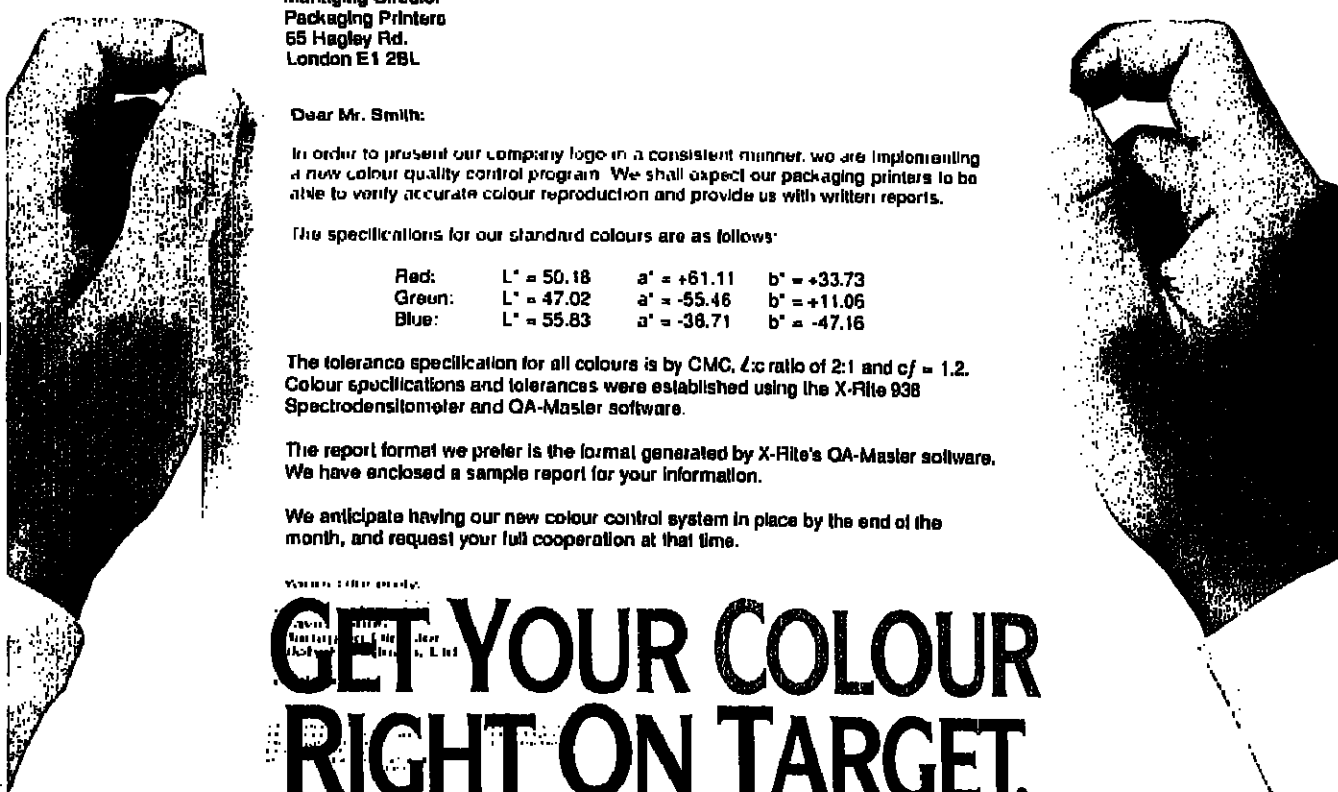 Managing Director
Packaging Printers
65 Hagley Rd.
London E1 2BL
Dear Mr. Smith:
In order to present our company logo in a consistent manner, we are implementing
a new colour quality control program. We shall expect our packaging printers to be
able to verify accurate colour reproduction and provide us with written reports.
The specifications for our standard colours are as follows:
Red: L* = 50.18 a* = +61.11 b* = +33.73
Green: L* = 47.02 a* = -55.46 b* = +11.06
Blue: L* = 55.83 a* = -36.71 b* = -47.16
The tolerance specification for all colours is by CMC, ℓ:c ratio of 2:1 and cf = 1.2.
Colour specifications and tolerances were established using the X-Rite 938
Spectrodensitometer and QA-Master software.
The report format we prefer is the format generated by X-Rite's QA-Master software.
We have enclosed a sample report for your information.
We anticipate having our new colour control system in place by the end of the
month, and request your full cooperation at that time.
GET YOUR COLOUR
RIGHT ON TARGET.